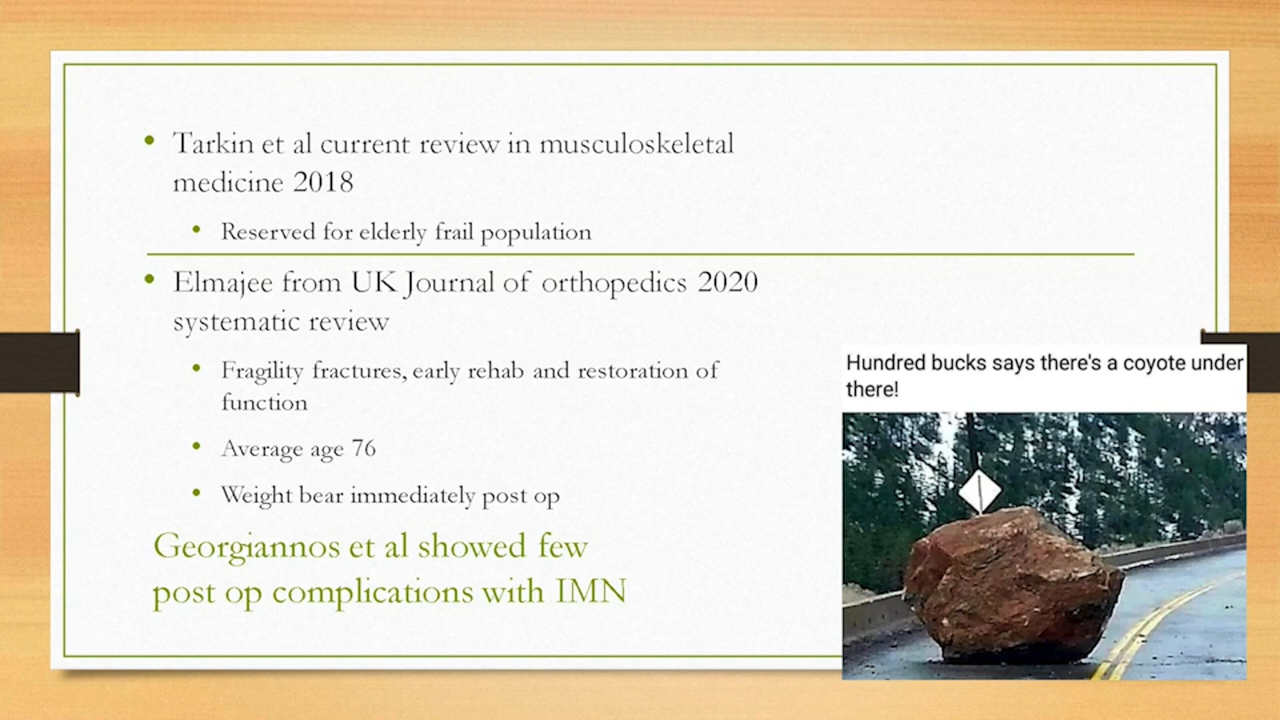 Tarkin et al current review in musculoskeletal
medicine 2018
Reserved for elderly frail population
Elmajee from UK Journal of orthopedics 2020
systematic review
Fragility fractures, early rehab and restoration of
function
Average age 76
Weight bear immediately post op
Georgiannos et al showed few
post op complications with IMN
Hundred bucks says there's a coyote under
there!